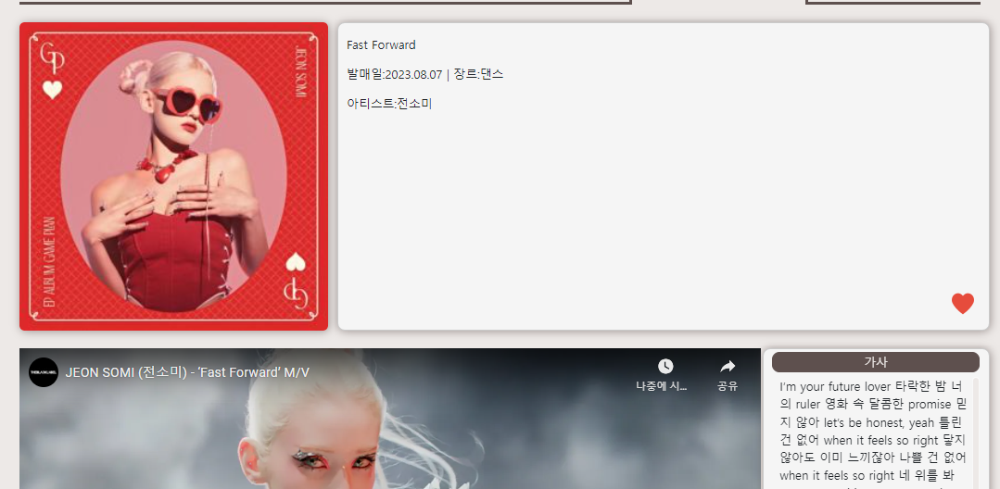 GP
JEON SOMI
EP ALBUM GAME PLAN
GP
Fast Forward
발매일:2023.08.07 | 장르:댄스
아티스트:전소미
THEBLACKLABEL
JEON SOMI (전소미) - ‘Fast Forward’ M/V
나중에 시...
공유
가사
I'm your future lover 타락한 밤 너
의 ruler 영화 속 달콤한 promise 믿
지 않아 let's be honest, yeah 틀린
건 없어 when it feels so right 닿지
않아도 이미 느끼잖아 나쁠 건 없어
when it feels so right 네 위를 봐